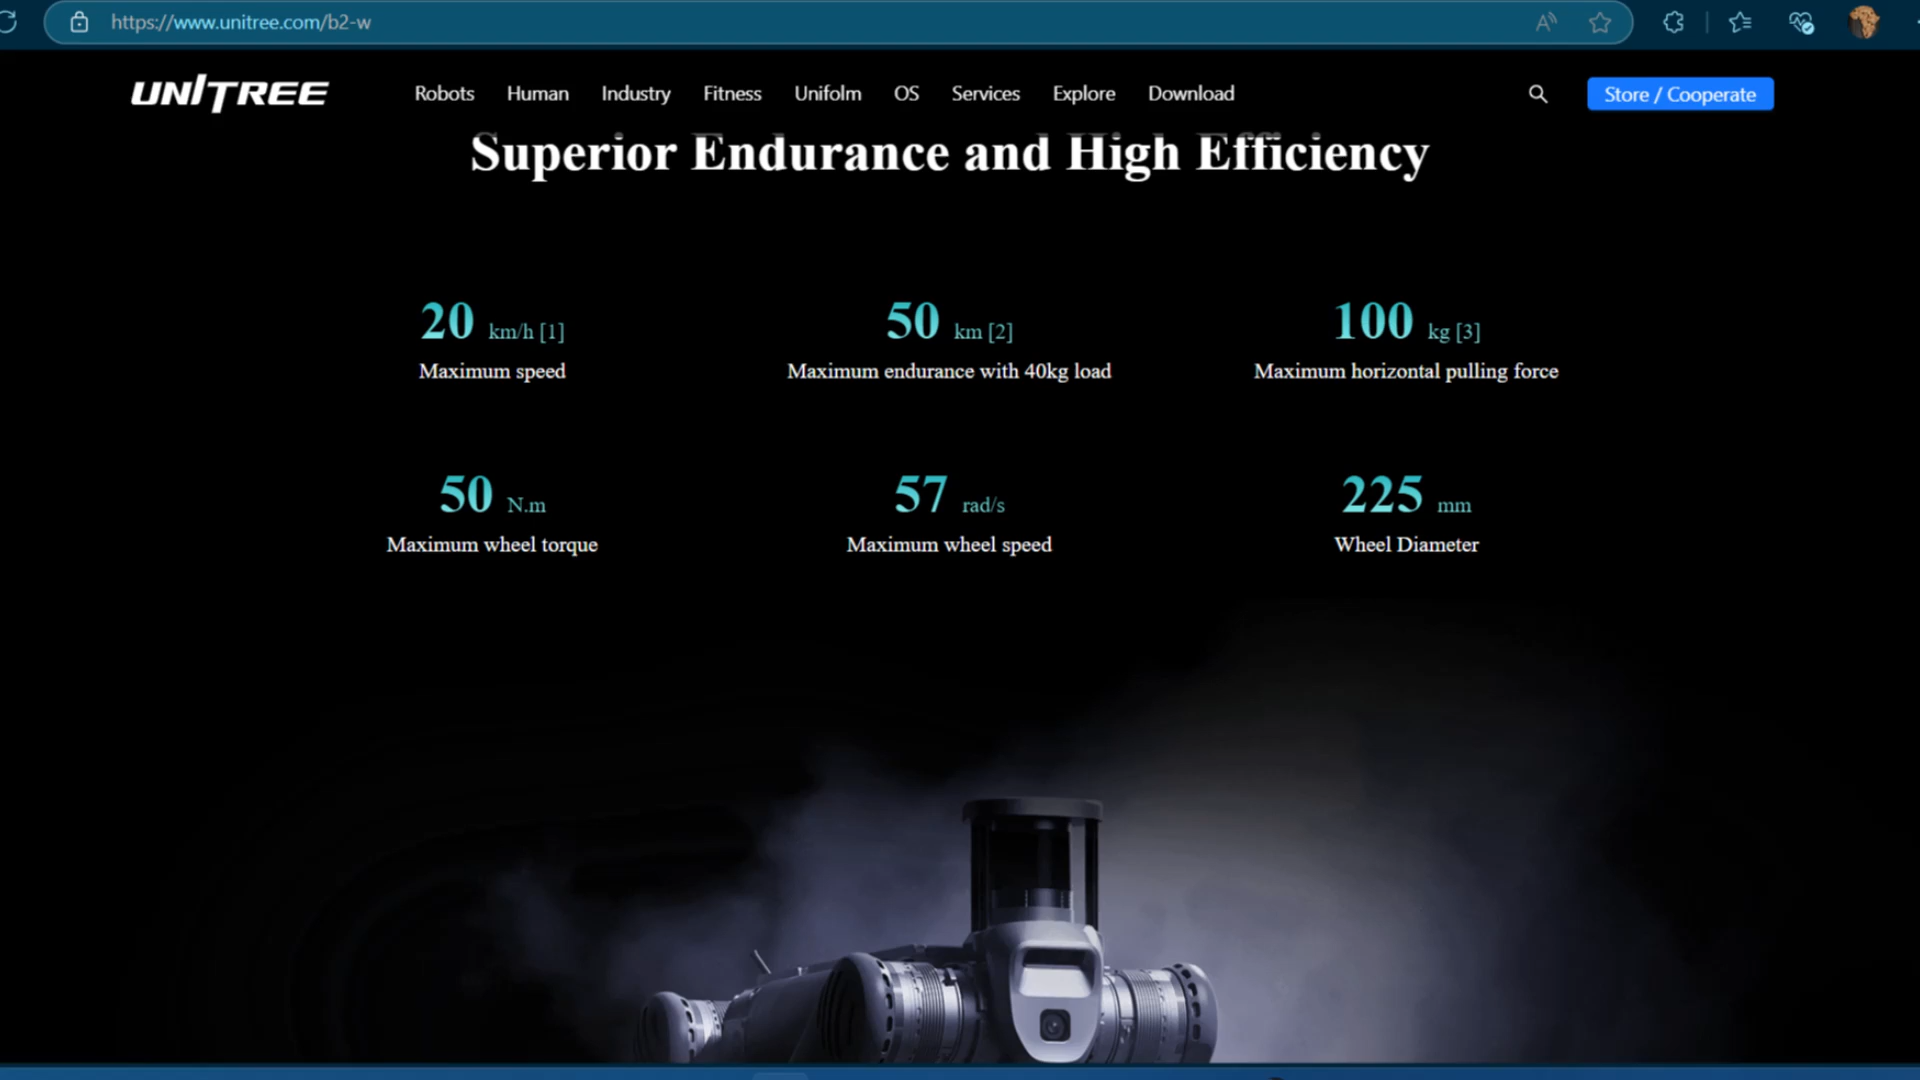 https://www.unitree.com/b2-w
UNITREE
Robots Human Industry Fitness Unifolm OS Services Explore Download
Store / Cooperate
Superior Endurance and High Efficiency
20 km/h [1]
Maximum speed
50 km [2]
Maximum endurance with 40kg load
100 kg [3]
Maximum horizontal pulling force
50 N.m
Maximum wheel torque
57 rad/s
Maximum wheel speed
225 mm
Wheel Diameter